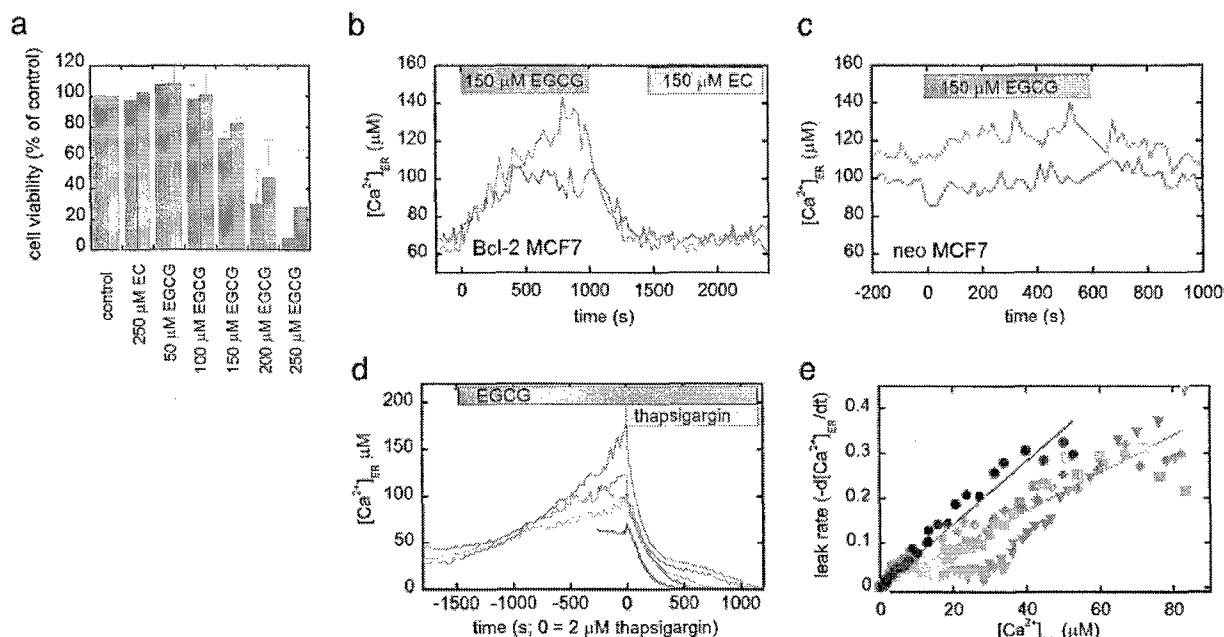 a
cell viability (% of control)
120
100
80
60
40
20
0
control
250 μM EC
50 μM EGCG
100 μM EGCG
150 μM EGCG
200 μM EGCG
250 μM EGCG
b
[Ca2+]ER (μM)
160
140
120
100
80
60
150 μM EGCG
150 μM EC
Bcl-2 MCF7
0 500 1000 1500 2000
time (s)
c
[Ca2+]ER (μM)
160
140
120
100
80
60
150 μM EGCG
neo MCF7
-200 0 200 400 600 800 1000
time (s)
d
[Ca2+]ER μM
200
150
100
50
0
EGCG
thapsigargin
-1500 -1000 -500 0 500 1000
time (s; 0 = 2 μM thapsigargin)
e
leak rate (-d[Ca2+]ER/dt)
0.4
0.3
0.2
0.1
0
0 20 40 60 80
[Ca2+] (μM)